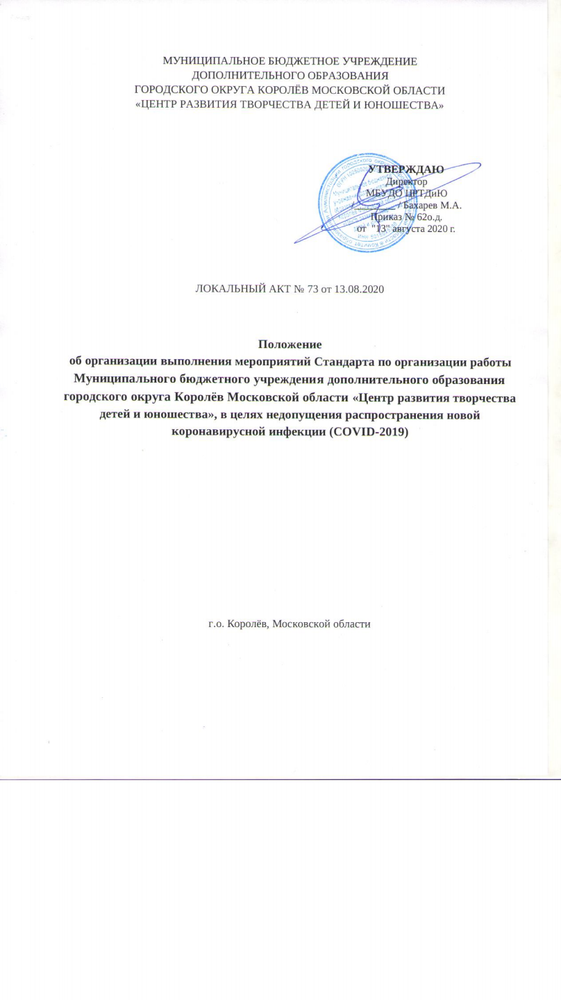 МУНИЦИПАЛЬНОЕ БЮДЖЕТНОЕ УЧРЕЖДЕНИЕ
ДОПОЛНИТЕЛЬНОГО ОБРАЗОВАНИЯ
ГОРОДСКОГО ОКРУГА КОРОЛЁВ МОСКОВСКОЙ ОБЛАСТИ
«ЦЕНТР РАЗВИТИЯ ТВОРЧЕСТВА ДЕТЕЙ И ЮНОШЕСТВА»
УТВЕРЖДАЮ
Директор
МБУДО ЦРТДиЮ
/________ / Бахарев М.А.
Приказ № 62о.д.
от "13" августа 2020 г.
ЛОКАЛЬНЫЙ АКТ № 73 от 13.08.2020
Положение
об организации выполнения мероприятий Стандарта по организации работы
Муниципального бюджетного учреждения дополнительного образования
городского округа Королёв Московской области «Центр развития творчества
детей и юношества», в целях недопущения распространения новой
коронавирусной инфекции (COVID-2019)
г.о. Королёв, Московской области